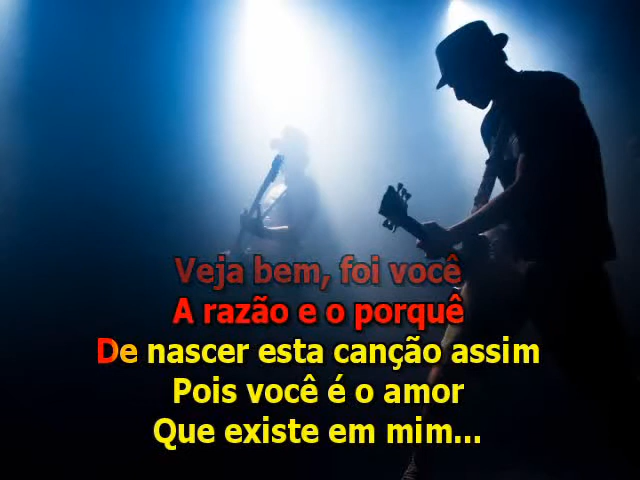 Veja bem, foi você
A razão e o porquê
De nascer esta canção assim
Pois você é o amor
Que existe em mim...